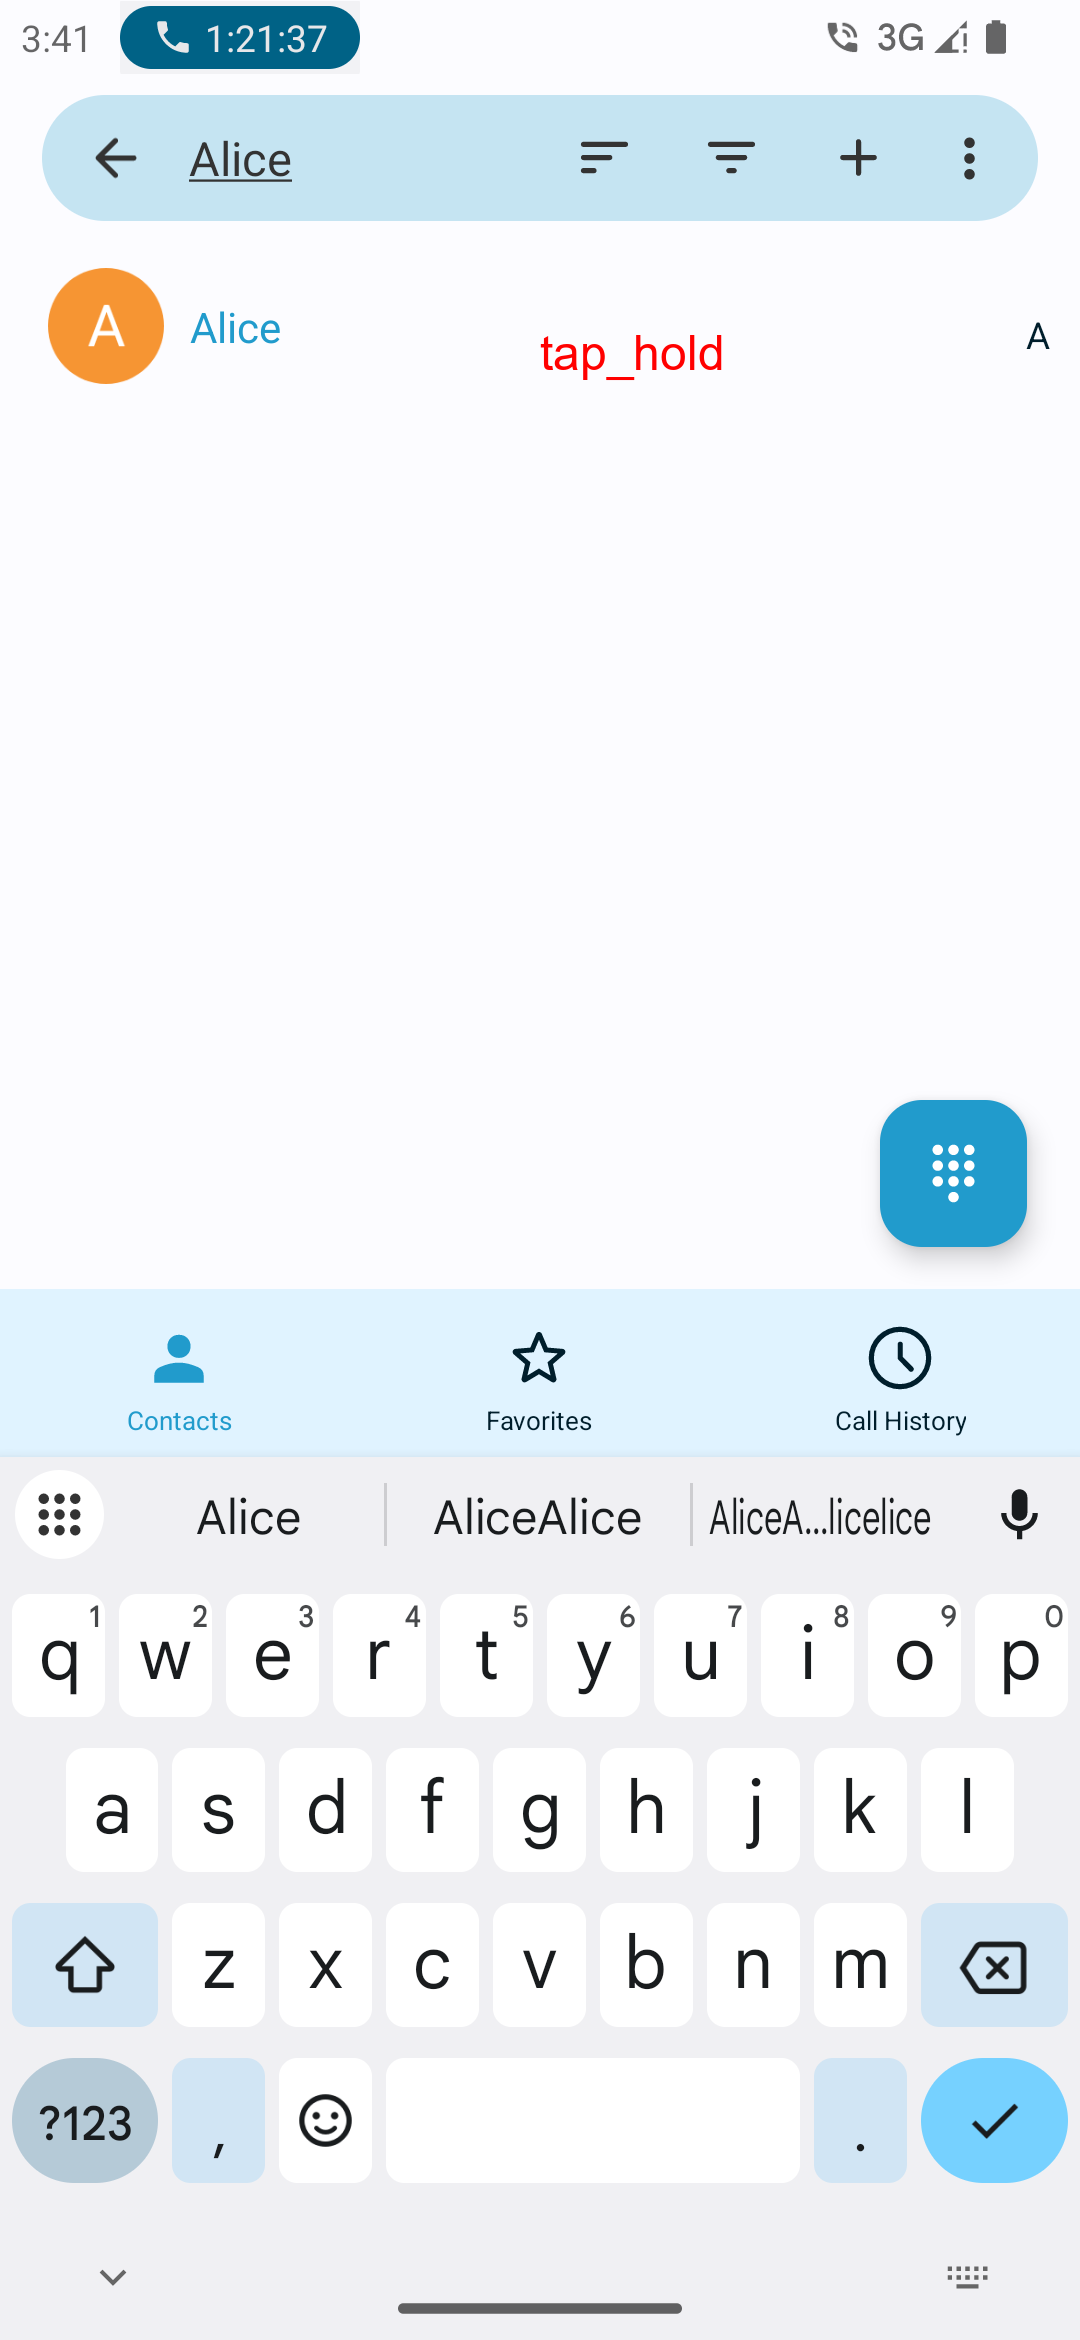 3:41 1:21:37 3G
Alice
A Alice A
tap_hold
Contacts Favorites Call History
Alice AliceAlice AliceA...licelice
q 1 w 2 e 3 r 4 t 5 y 6 u 7 i 8 o 9 p 0
a s d f g h j k l
z x c v b n m
?123 , .